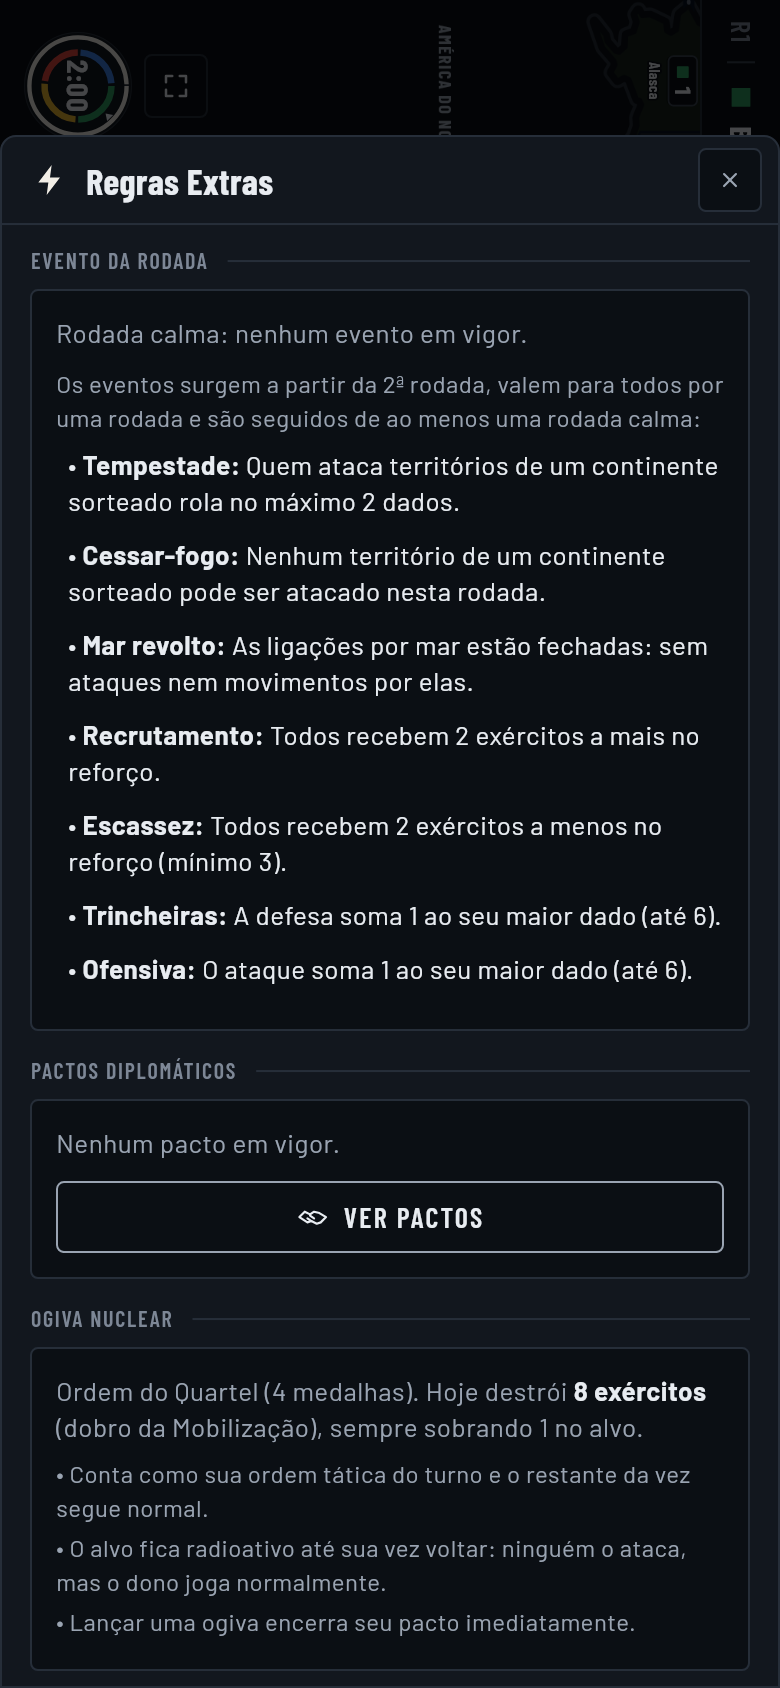 2:00
AMÉRICA DO NO
Alasca
1
R1
Regras Extras
EVENTO DA RODADA
Rodada calma: nenhum evento em vigor.
Os eventos surgem a partir da 2ª rodada, valem para todos por
uma rodada e são seguidos de ao menos uma rodada calma:
• Tempestade: Quem ataca territórios de um continente
sorteado rola no máximo 2 dados.
• Cessar-fogo: Nenhum território de um continente
sorteado pode ser atacado nesta rodada.
• Mar revolto: As ligações por mar estão fechadas: sem
ataques nem movimentos por elas.
• Recrutamento: Todos recebem 2 exércitos a mais no
reforço.
• Escassez: Todos recebem 2 exércitos a menos no
reforço (mínimo 3).
• Trincheiras: A defesa soma 1 ao seu maior dado (até 6).
• Ofensiva: O ataque soma 1 ao seu maior dado (até 6).
PACTOS DIPLOMÁTICOS
Nenhum pacto em vigor.
VER PACTOS
OGIVA NUCLEAR
Ordem do Quartel (4 medalhas). Hoje destrói 8 exércitos
(dobro da Mobilização), sempre sobrando 1 no alvo.
• Conta como sua ordem tática do turno e o restante da vez
segue normal.
• O alvo fica radioativo até sua vez voltar: ninguém o ataca,
mas o dono joga normalmente.
• Lançar uma ogiva encerra seu pacto imediatamente.